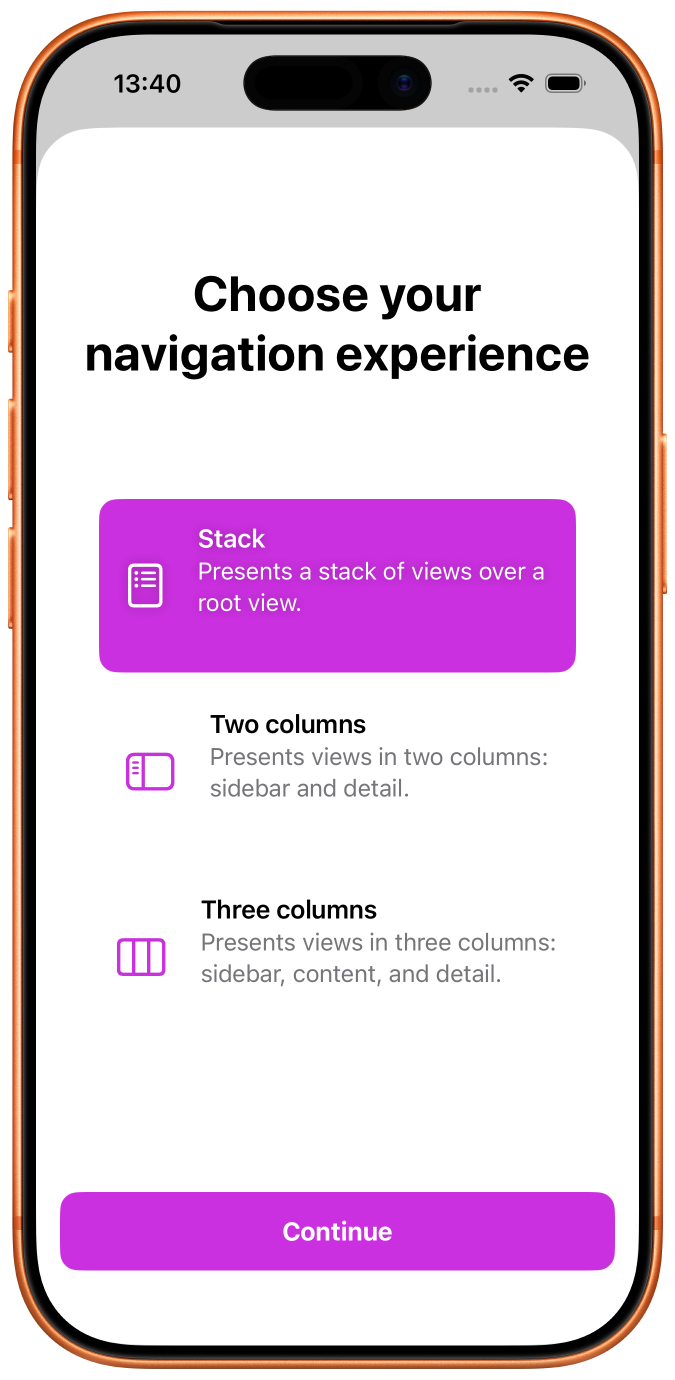 13:40
Choose your
navigation experience
Stack
Presents a stack of views over a
root view.
Two columns
Presents views in two columns:
sidebar and detail.
Three columns
Presents views in three columns:
sidebar, content, and detail.
Continue